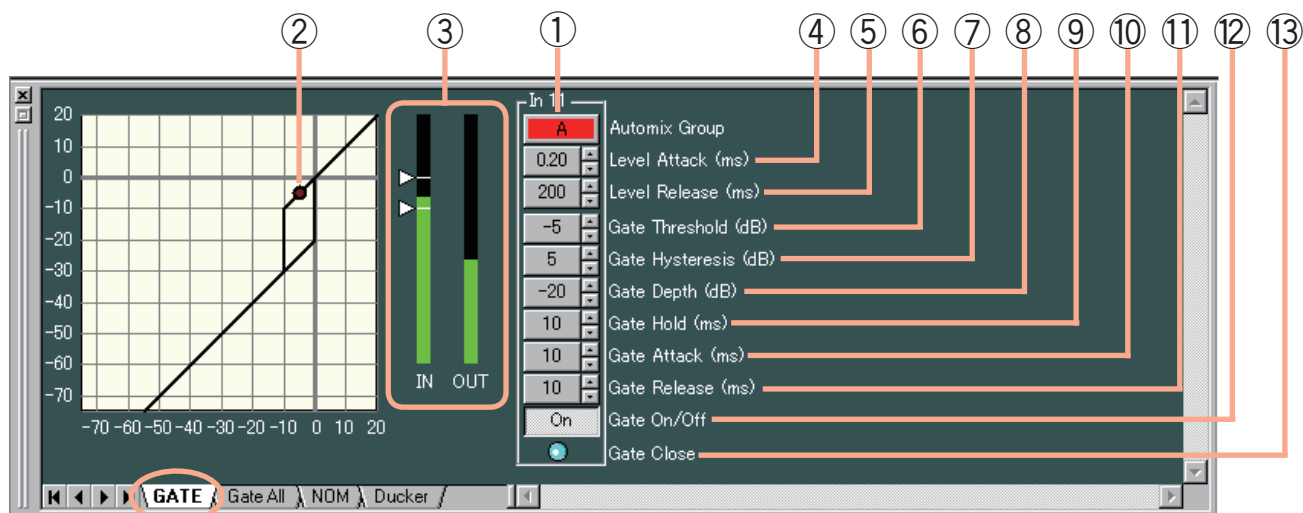 ② ③ ① ④ ⑤ ⑥ ⑦ ⑧ ⑨ ⑩ ⑪ ⑫ ⑬
20
10
0
−10
−20
−30
−40
−50
−60
−70
−70 −60 −50 −40 −30 −20 −10 0 10 20
IN OUT
In 11
A Automix Group
0.20 Level Attack (ms)
200 Level Release (ms)
−5 Gate Threshold (dB)
5 Gate Hysteresis (dB)
−20 Gate Depth (dB)
10 Gate Hold (ms)
10 Gate Attack (ms)
10 Gate Release (ms)
On Gate On/Off
Gate Close
GATE Gate All NOM Ducker